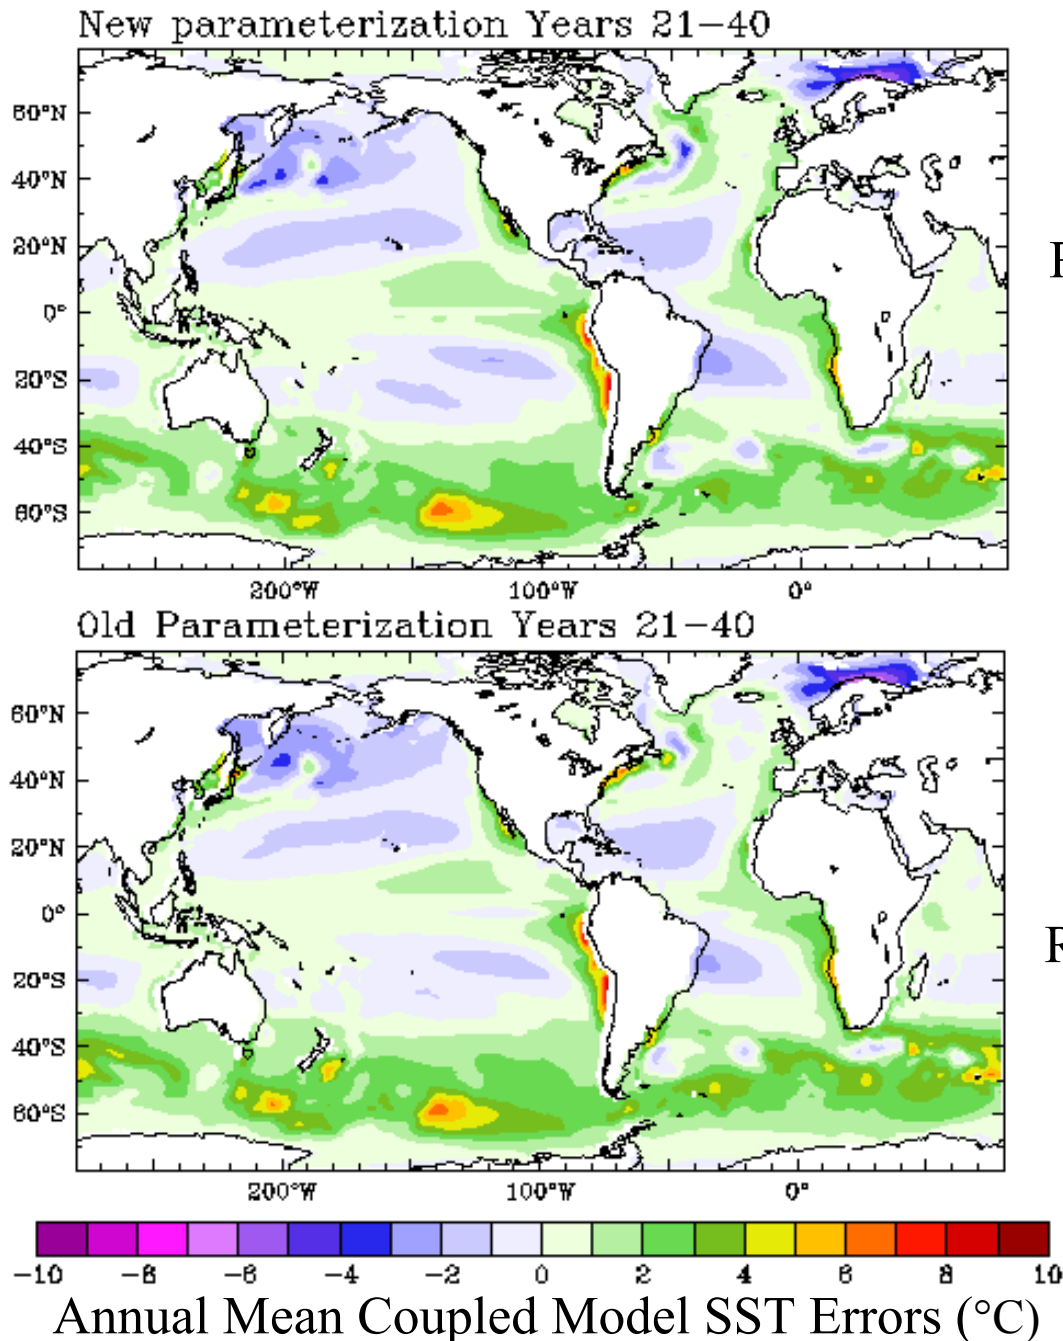 New parameterization Years 21−40
60°N
40°N
20°N
0°
20°S
40°S
60°S
200°W 100°W 0°
Old Parameterization Years 21−40
60°N
40°N
20°N
0°
20°S
40°S
60°S
200°W 100°W 0°
−10 −8 −6 −4 −2 0 2 4 6 8 10
Annual Mean Coupled Model SST Errors (°C)